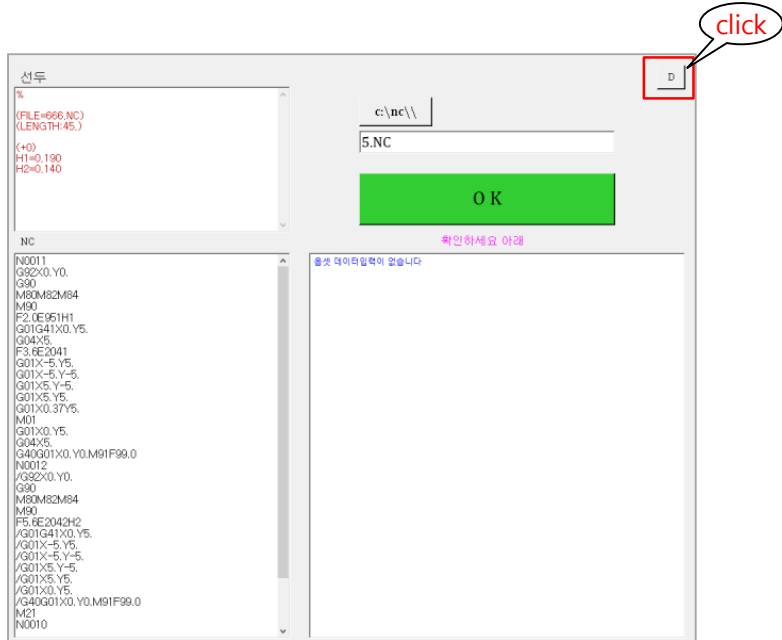 click
선두
D
%
(FILE=666.NC)
(LENGTH:45.)
(+0)
H1=0.190
H2=0.140
c:\nc\\
5.NC
O K
NC
확인하세요 아래
N0011
G92X0.Y0.
G90
M80M82M84
M90
F2.0E951H1
G01G41X0.Y5.
G04X5.
F3.6E2041
G01X-5.Y5.
G01X-5.Y-5.
G01X5.Y-5.
G01X5.Y5.
G01X0.37Y5.
M01
G01X0.Y5.
G04X5.
G40G01X0.Y0.M91F99.0
N0012
/G92X0.Y0.
G90
M80M82M84
M90
F5.6E2042H2
/G01G41X0.Y5.
/G01X-5.Y5.
/G01X-5.Y-5.
/G01X5.Y-5.
/G01X5.Y5.
/G01X0.Y5.
/G40G01X0.Y0.M91F99.0
M21
N0010
옵셋 데이터입력이 없습니다